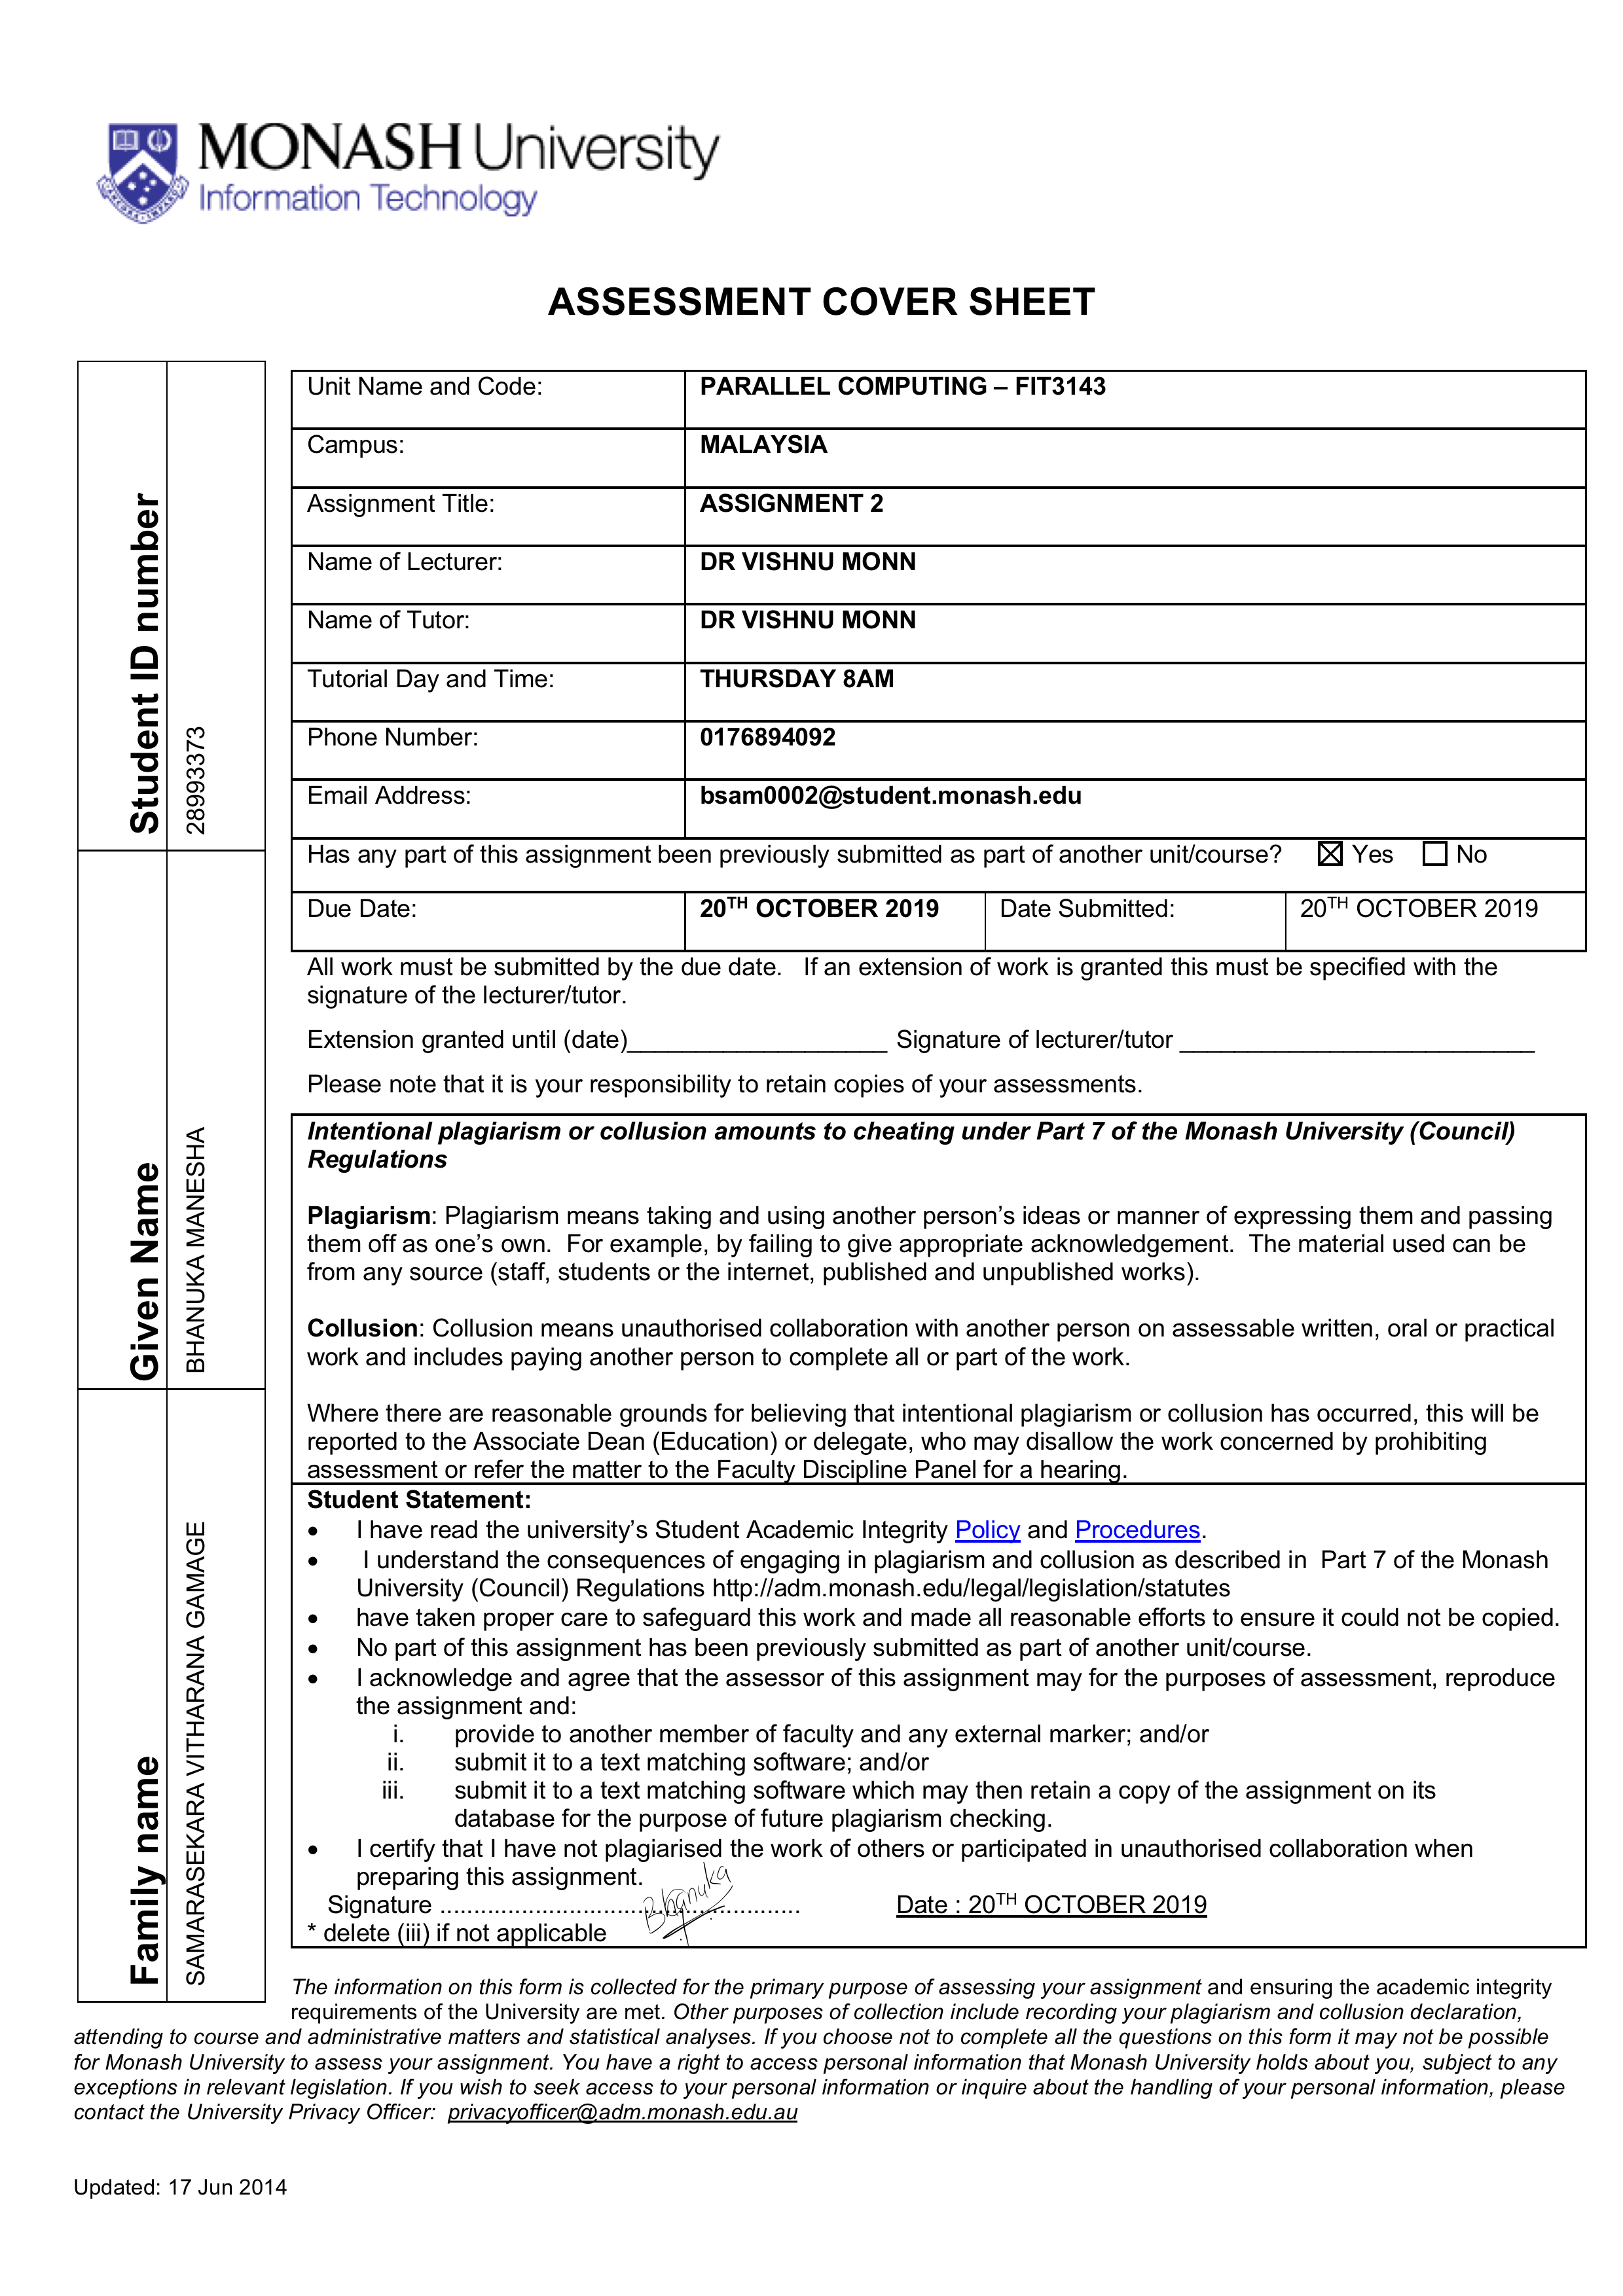 MONASH University
Information Technology
ASSESSMENT COVER SHEET
Student ID number
28993373
Given Name
BHANUKA MANESHA
Family name
SAMARASEKARA VITHARANA GAMAGE
Unit Name and Code: PARALLEL COMPUTING – FIT3143
Campus: MALAYSIA
Assignment Title: ASSIGNMENT 2
Name of Lecturer: DR VISHNU MONN
Name of Tutor: DR VISHNU MONN
Tutorial Day and Time: THURSDAY 8AM
Phone Number: 0176894092
Email Address: bsam0002@student.monash.edu
Has any part of this assignment been previously submitted as part of another unit/course? ☒ Yes ☐ No
Due Date: 20TH OCTOBER 2019 Date Submitted: 20TH OCTOBER 2019
All work must be submitted by the due date. If an extension of work is granted this must be specified with the
signature of the lecturer/tutor.
Extension granted until (date)___________________ Signature of lecturer/tutor __________________________
Please note that it is your responsibility to retain copies of your assessments.
Intentional plagiarism or collusion amounts to cheating under Part 7 of the Monash University (Council)
Regulations
Plagiarism: Plagiarism means taking and using another person’s ideas or manner of expressing them and passing
them off as one’s own. For example, by failing to give appropriate acknowledgement. The material used can be
from any source (staff, students or the internet, published and unpublished works).
Collusion: Collusion means unauthorised collaboration with another person on assessable written, oral or practical
work and includes paying another person to complete all or part of the work.
Where there are reasonable grounds for believing that intentional plagiarism or collusion has occurred, this will be
reported to the Associate Dean (Education) or delegate, who may disallow the work concerned by prohibiting
assessment or refer the matter to the Faculty Discipline Panel for a hearing.
Student Statement:
• I have read the university’s Student Academic Integrity Policy and Procedures.
• I understand the consequences of engaging in plagiarism and collusion as described in Part 7 of the Monash
University (Council) Regulations http://adm.monash.edu/legal/legislation/statutes
• have taken proper care to safeguard this work and made all reasonable efforts to ensure it could not be copied.
• No part of this assignment has been previously submitted as part of another unit/course.
• I acknowledge and agree that the assessor of this assignment may for the purposes of assessment, reproduce
the assignment and:
i. provide to another member of faculty and any external marker; and/or
ii. submit it to a text matching software; and/or
iii. submit it to a text matching software which may then retain a copy of the assignment on its
database for the purpose of future plagiarism checking.
• I certify that I have not plagiarised the work of others or participated in unauthorised collaboration when
preparing this assignment.
Signature ..................................................... Bhanuka Date : 20TH OCTOBER 2019
* delete (iii) if not applicable
The information on this form is collected for the primary purpose of assessing your assignment and ensuring the academic integrity
requirements of the University are met. Other purposes of collection include recording your plagiarism and collusion declaration,
attending to course and administrative matters and statistical analyses. If you choose not to complete all the questions on this form it may not be possible
for Monash University to assess your assignment. You have a right to access personal information that Monash University holds about you, subject to any
exceptions in relevant legislation. If you wish to seek access to your personal information or inquire about the handling of your personal information, please
contact the University Privacy Officer: privacyofficer@adm.monash.edu.au
Updated: 17 Jun 2014